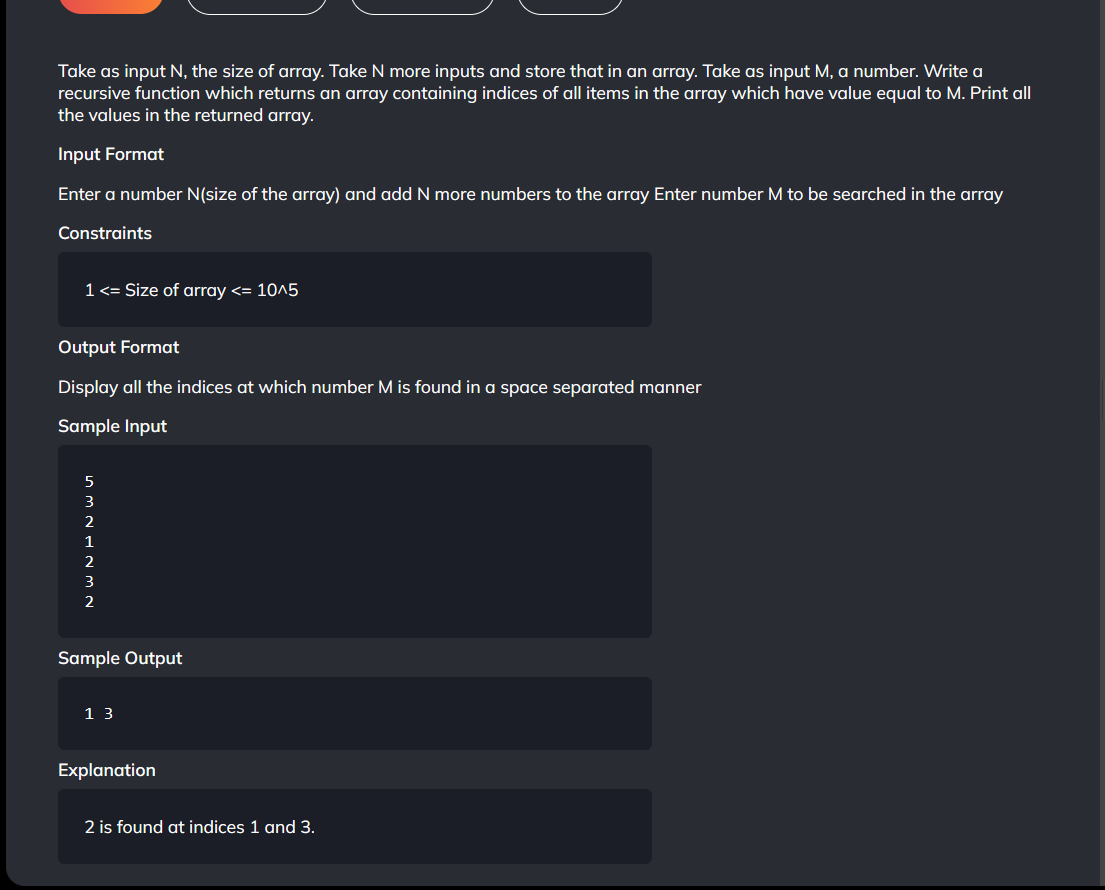 Take as input N, the size of array. Take N more inputs and store that in an array. Take as input M, a number. Write a
recursive function which returns an array containing indices of all items in the array which have value equal to M. Print all
the values in the returned array.
Input Format
Enter a number N(size of the array) and add N more numbers to the array Enter number M to be searched in the array
Constraints
1 <= Size of array <= 10^5
Output Format
Display all the indices at which number M is found in a space separated manner
Sample Input
5
3
2
1
2
3
2
Sample Output
1 3
Explanation
2 is found at indices 1 and 3.